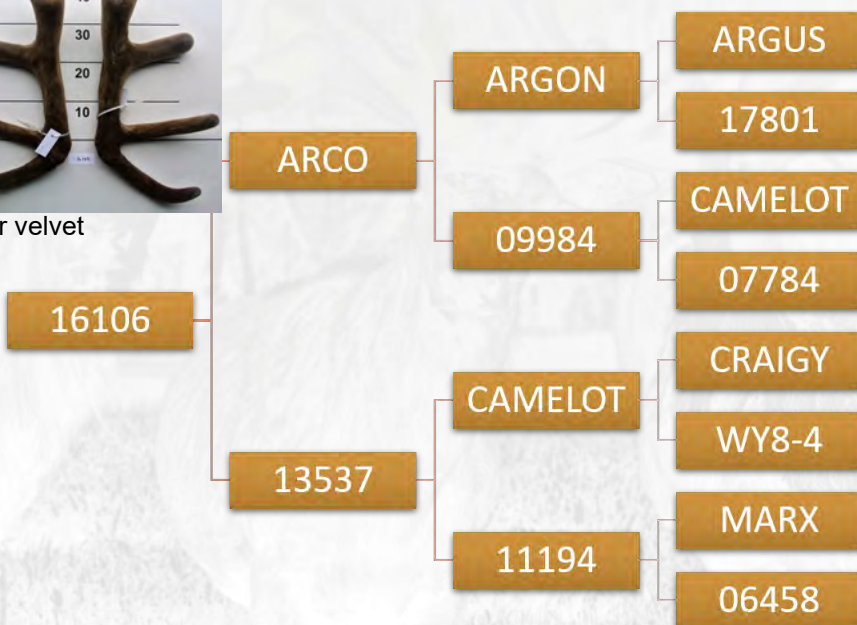 30
20
10
r velvet
16106
ARCO
13537
ARGON
09984
CAMELOT
11194
ARGUS
17801
CAMELOT
07784
CRAIGY
WY8-4
MARX
06458